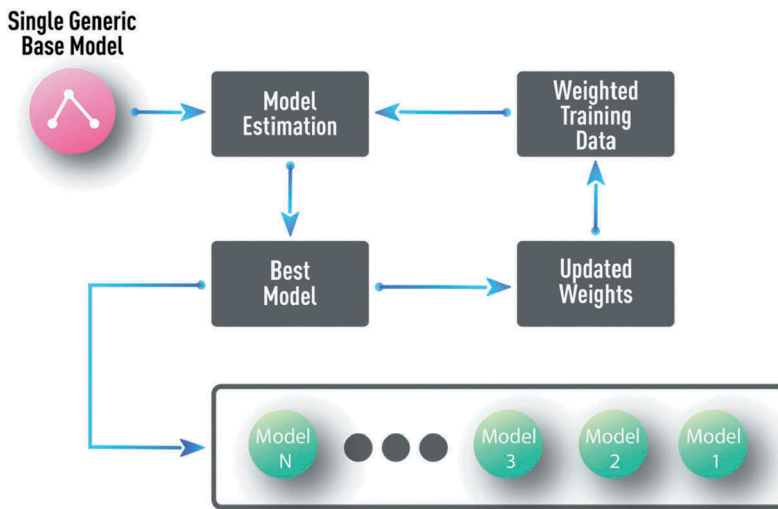 Single Generic
Base Model
Model
Estimation
Weighted
Training
Data
Best
Model
Updated
Weights
Model
N
Model
3
Model
2
Model
1